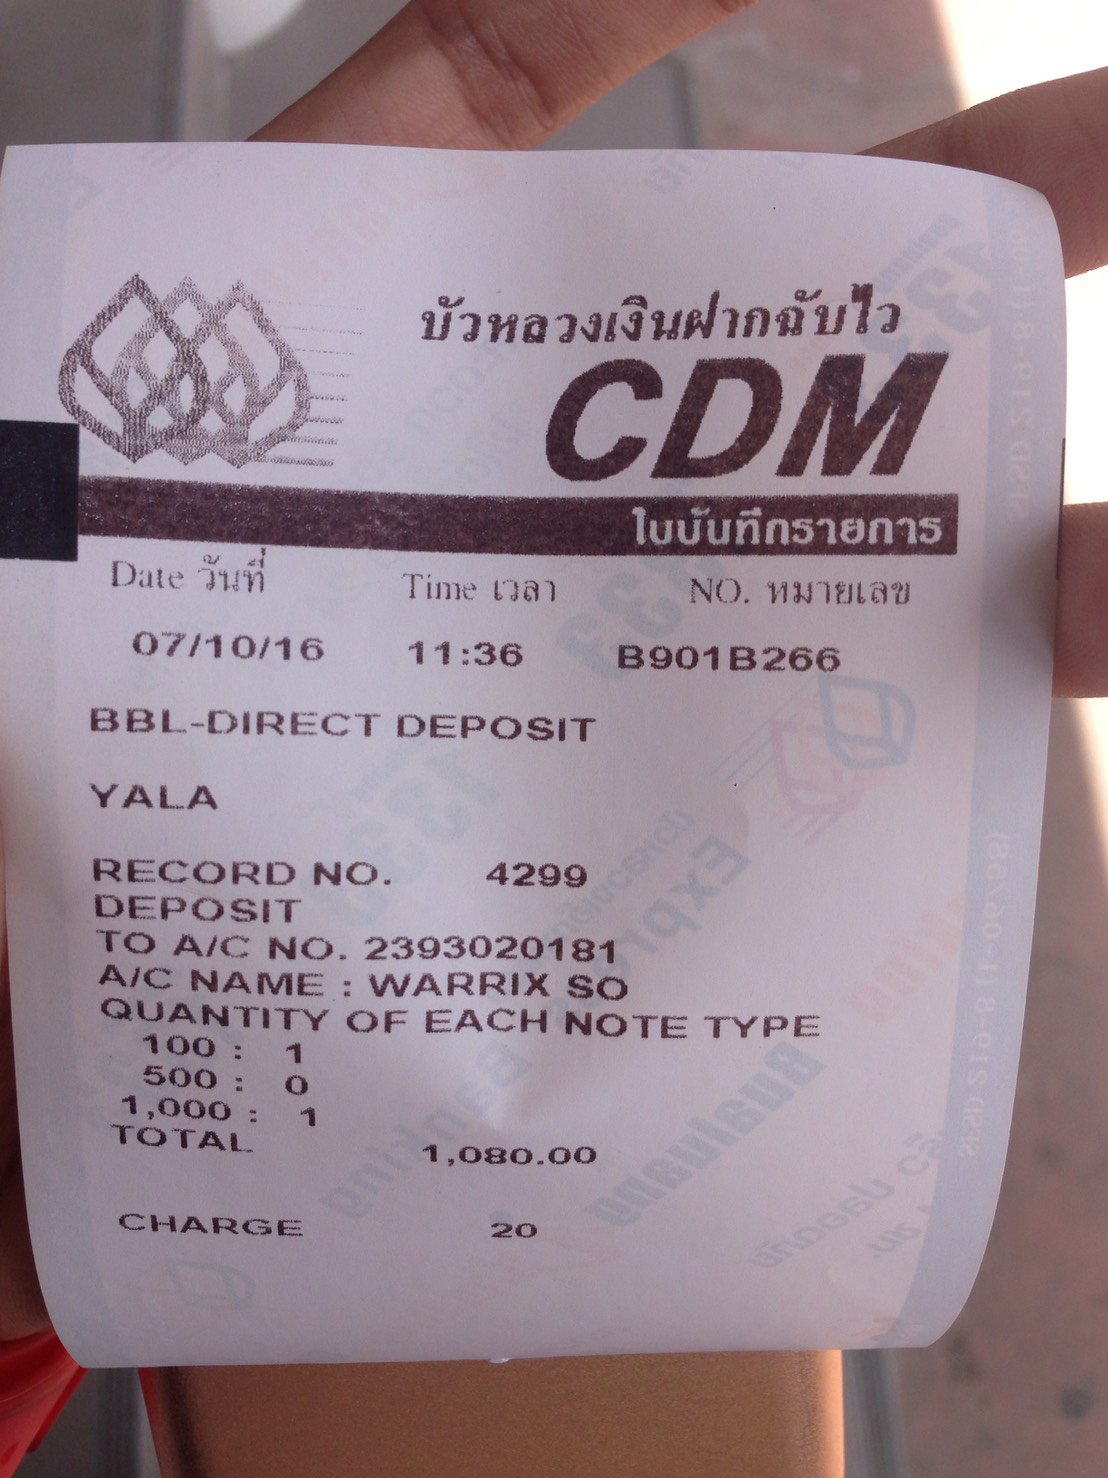 บัวหลวงเงินฝากฉับไว
CDM
ใบบันทึกรายการ
Date วันที่ Time เวลา NO. หมายเลข
07/10/16 11:36 B901B266
BBL-DIRECT DEPOSIT
YALA
RECORD NO. 4299
DEPOSIT
TO A/C NO. 2393020181
A/C NAME : WARRIX SO
QUANTITY OF EACH NOTE TYPE
100 : 1
500 : 0
1,000 : 1
TOTAL 1,080.00
CHARGE 20